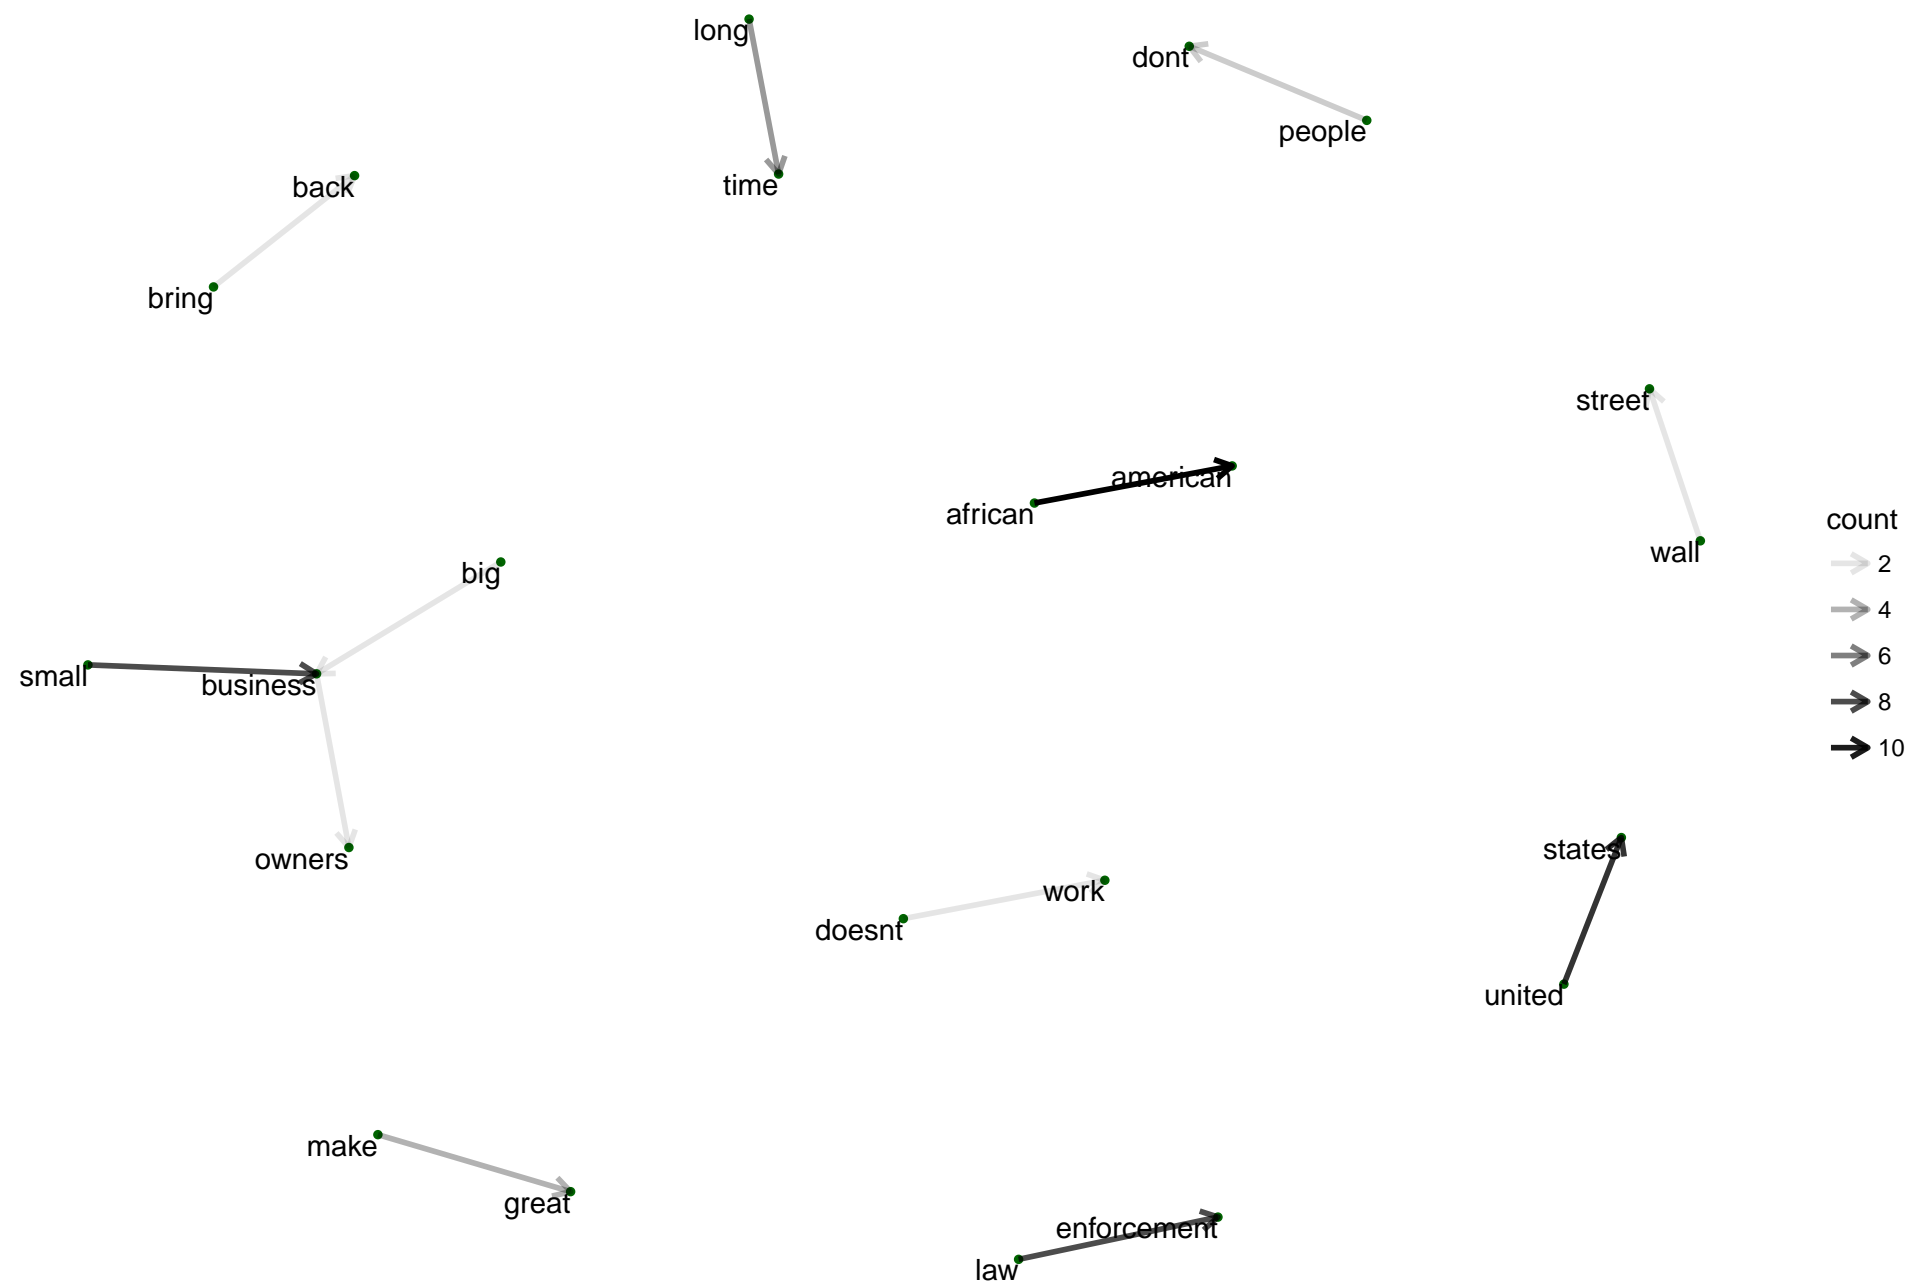 long
dont
people
time
back
bring
street
american
african
count
wall
2
big
4
6
small
business
8
10
states
owners
work
doesnt
united
make
great
enforcement
law